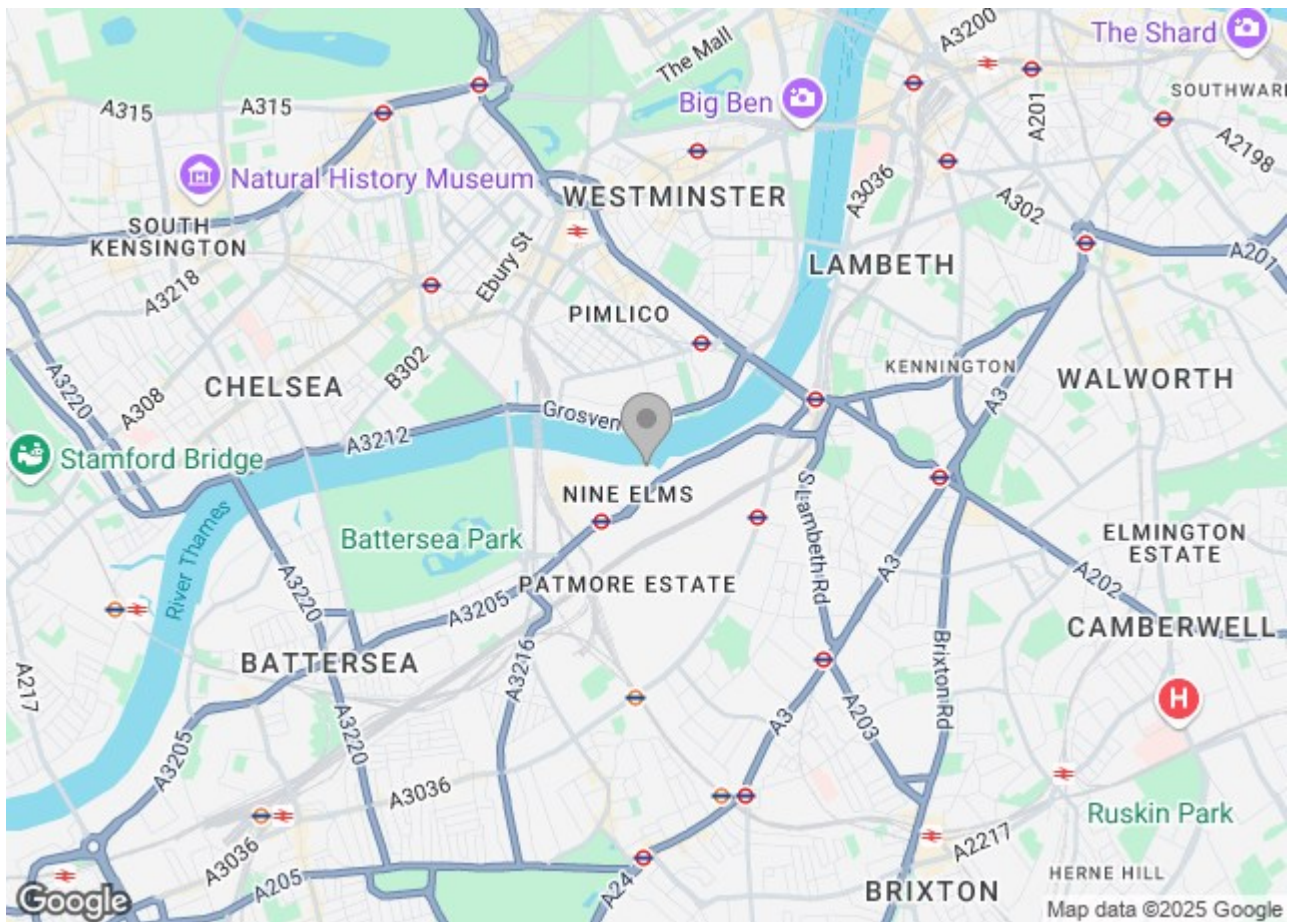 A3200
The Shard
The Mall
Big Ben
A201
SOUTHWAR
A315
A315
A2198
Natural History Museum
WESTMINSTER
A3036
A302
SOUTH
KENSINGTON
Ebury St
LAMBETH
A201
A3218
PIMLICO
B302
KENNINGTON
CHELSEA
WALWORTH
A3220
A308
A3
Grosven
A3212
Stamford Bridge
NINE ELMS
S Lambeth Rd
River Thames
Battersea Park
ELMINGTON
ESTATE
PATMORE ESTATE
A3
A202
A3220
A3205
CAMBERWELL
BATTERSEA
A3216
Brixton Rd
A217
H
A3
A203
A3220
A3205
A3036
Ruskin Park
A2217
A3036
A205
A24
BRIXTON
HERNE HILL
Google
Map data ©2025 Google